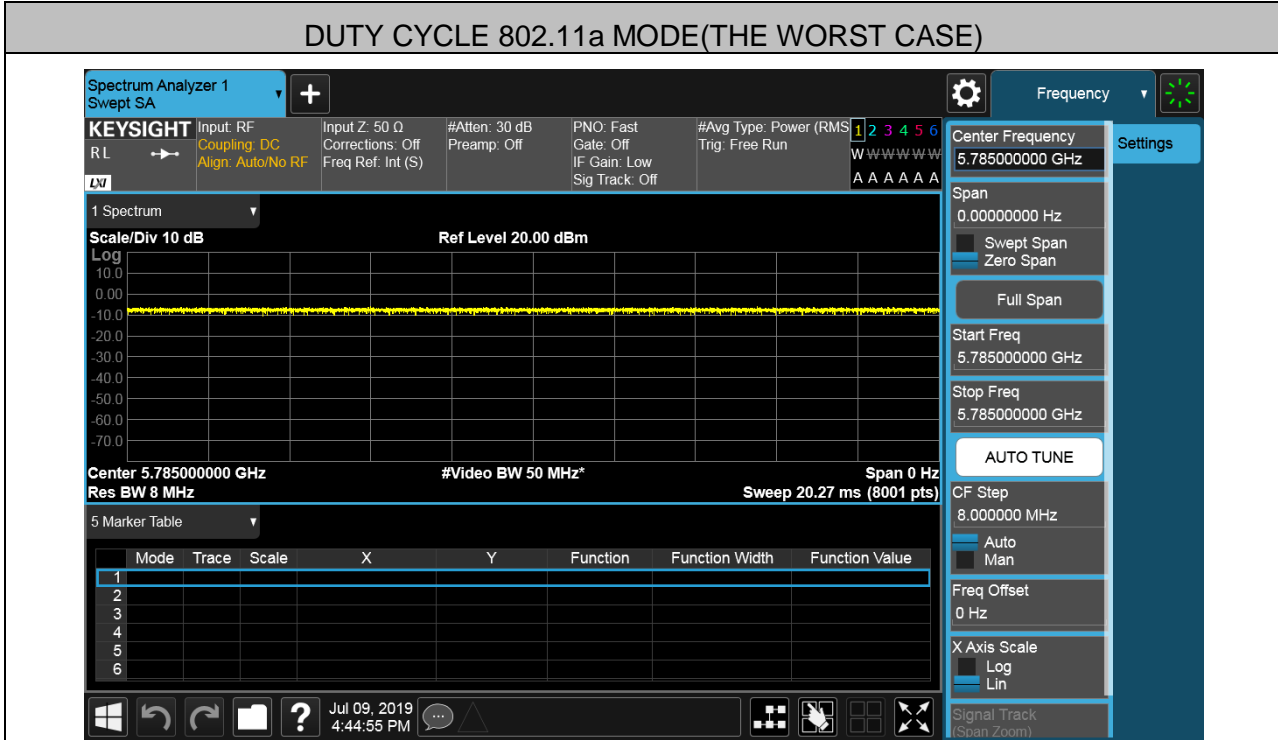 DUTY CYCLE 802.11a MODE(THE WORST CASE)
Spectrum Analyzer 1
Swept SA
+
Frequency
KEYSIGHT
RL
LXI
Input: RF
Coupling: DC
Align: Auto/No RF
Input Z: 50 Ω
Corrections: Off
Freq Ref: Int (S)
#Atten: 30 dB
Preamp: Off
PNO: Fast
Gate: Off
IF Gain: Low
Sig Track: Off
#Avg Type: Power (RMS
Trig: Free Run
1 2 3 4 5 6
W W W W W W
A A A A A A
1 Spectrum
Scale/Div 10 dB
Ref Level 20.00 dBm
Log
10.0
0.00
-10.0
-20.0
-30.0
-40.0
-50.0
-60.0
-70.0
Center 5.785000000 GHz
#Video BW 50 MHz*
Span 0 Hz
Res BW 8 MHz
Sweep 20.27 ms (8001 pts)
5 Marker Table
Mode Trace Scale X Y Function Function Width Function Value
1
2
3
4
5
6
Center Frequency
5.785000000 GHz
Settings
Span
0.00000000 Hz
Swept Span
Zero Span
Full Span
Start Freq
5.785000000 GHz
Stop Freq
5.785000000 GHz
AUTO TUNE
CF Step
8.000000 MHz
Auto
Man
Freq Offset
0 Hz
X Axis Scale
Log
Lin
Signal Track
(Span Zoom)
?
Jul 09, 2019
4:44:55 PM